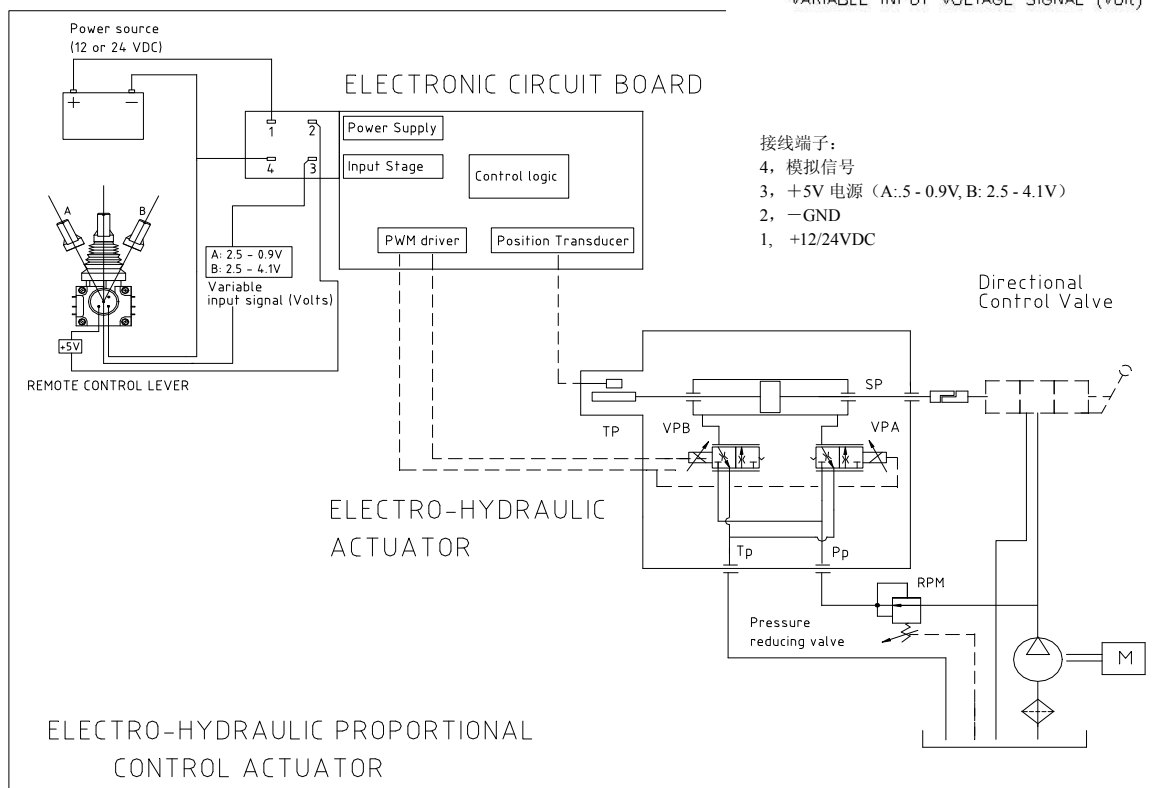 VARIABLE INPUT VOLTAGE SIGNAL (Volt)
Power source
(12 or 24 VDC)
+ −
ELECTRONIC CIRCUIT BOARD
1 2
4 3
Power Supply
Input Stage
Control logic
PWM driver
Position Transducer
接线端子：
4，模拟信号
3，＋5V 电源（A:.5 - 0.9V, B: 2.5 - 4.1V）
2，－GND
1, +12/24VDC
A B
A: 2.5 - 0.9V
B: 2.5 - 4.1V
Variable
input signal (Volts)
+5V
REMOTE CONTROL LEVER
Directional
Control Valve
SP
TP
VPB
VPA
ELECTRO-HYDRAULIC
ACTUATOR
Tp
Pp
RPM
Pressure
reducing valve
M
ELECTRO-HYDRAULIC PROPORTIONAL
CONTROL ACTUATOR